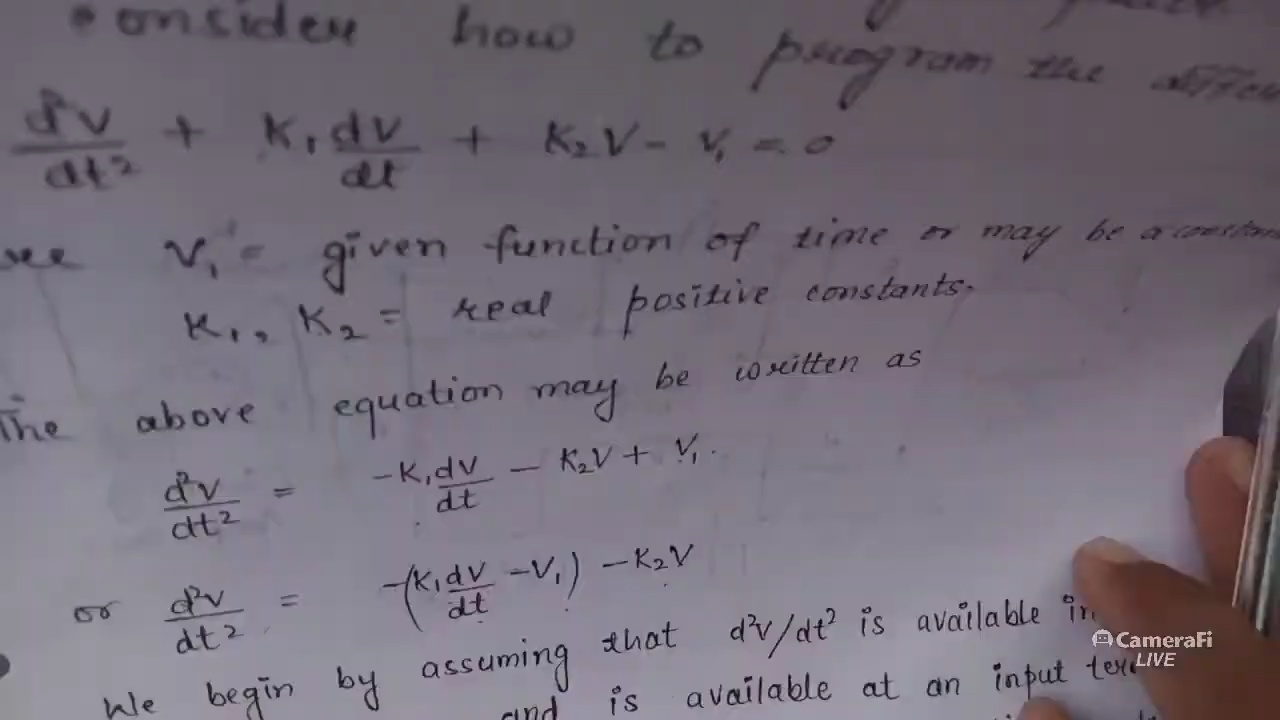 consider how to program the
d²V/dt² + K₁ dV/dt + K₂V - V₁ = 0
V₁ = given function of time or may be a constan
K₁, K₂ = real positive constants.
The above equation may be written as
d²V/dt² = -K₁ dV/dt - K₂V + V₁.
or d²V/dt² = -(K₁ dV/dt - V₁) - K₂V
We begin by assuming that d²V/dt² is available in
and is available at an input
CameraFi
LIVE